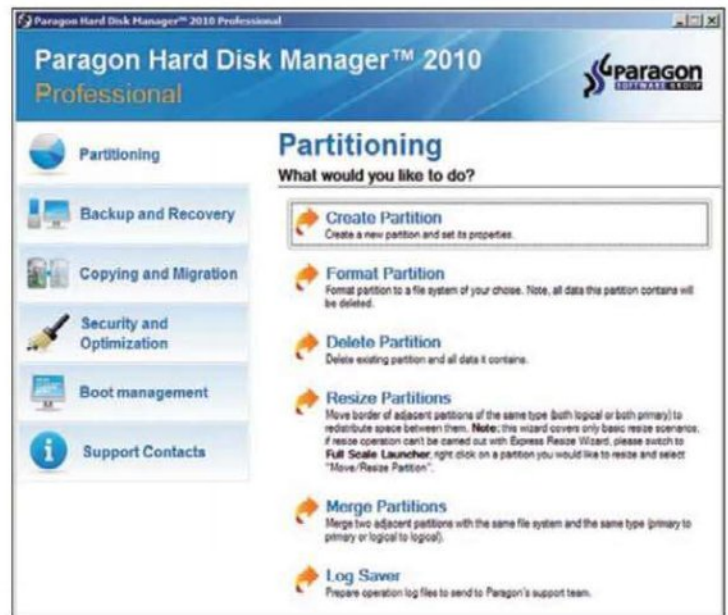 Paragon Hard Disk Manager™ 2010 Professional
Paragon Hard Disk Manager™ 2010
Professional
Paragon
SOFTWARE GROUP
Partitioning
Backup and Recovery
Copying and Migration
Security and
Optimization
Boot management
Support Contacts
Partitioning
What would you like to do?
Create Partition
Create a new partition and set its properties.
Format Partition
Format partition to a file system of your chose. Note, all data this partition contains will
be deleted.
Delete Partition
Delete existing partition and all data it contains.
Resize Partitions
Move border of adjacent partitions of the same type (both logical or both primary) to
redistribute space between them. Note: this wizard covers only basic resize scenarios,
if resize operation can't be carried out with Express Resize Wizard, please switch to
Full Scale Launcher, right click on a partition you would like to resize and select
"Move/Resize Partition".
Merge Partitions
Merge two adjacent partitions with the same file system and the same type (primary to
primary or logical to logical).
Log Saver
Prepare operation log files to send to Paragon's support team.